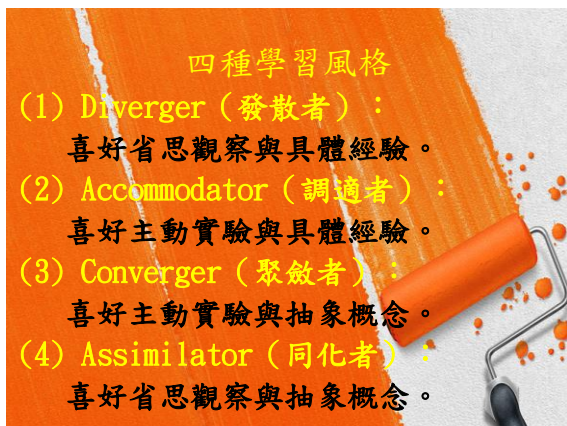 四種學習風格
(1) Diverger（發散者）：
喜好省思觀察與具體經驗。
(2) Accommodator（調適者）：
喜好主動實驗與具體經驗。
(3) Converger（聚斂者）：
喜好主動實驗與抽象概念。
(4) Assimilator（同化者）：
喜好省思觀察與抽象概念。